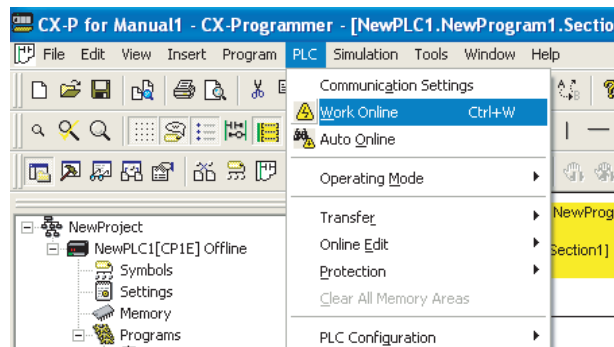 CX-P for Manual1 - CX-Programmer - [NewPLC1.NewProgram1.Sectio
File Edit View Insert Program PLC Simulation Tools Window Help
Communication Settings
Work Online Ctrl+W
Auto Online
Operating Mode
Transfer
Online Edit
Protection
Clear All Memory Areas
PLC Configuration
NewProject
NewPLC1[CP1E] Offline
Symbols
Settings
Memory
Programs
NewProg
Section1]